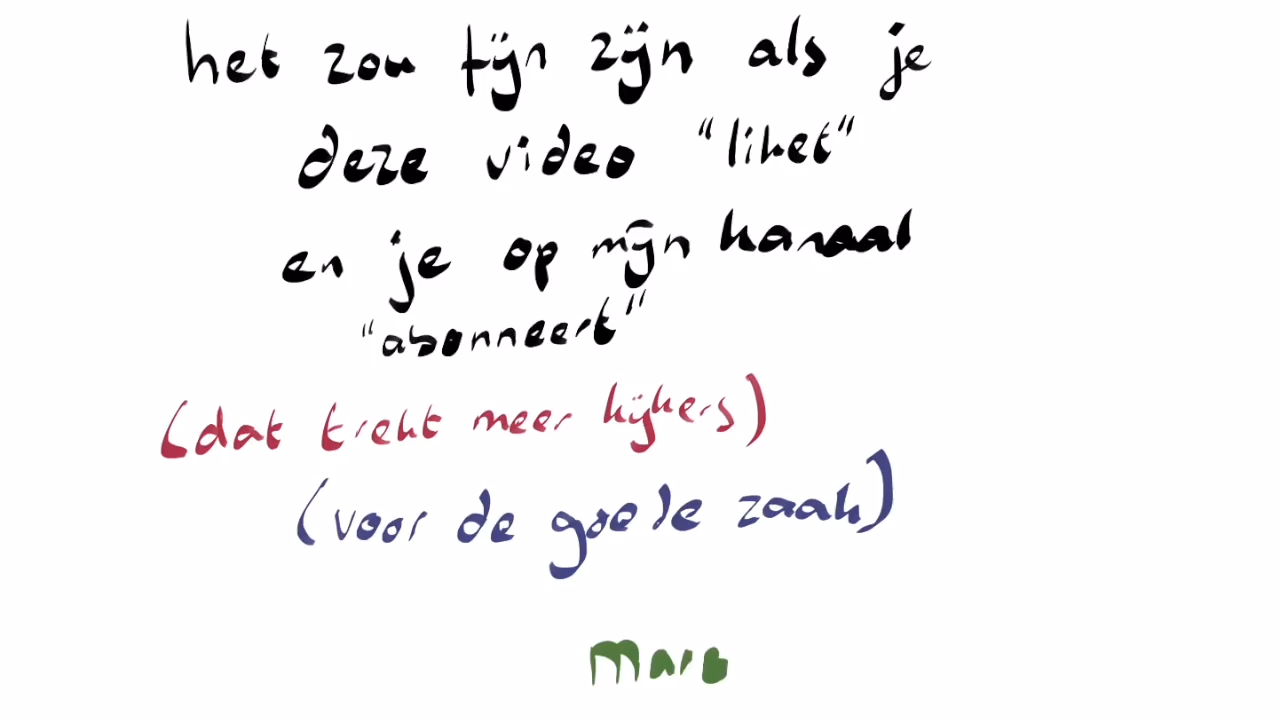 het zou fijn zijn als je
deze video "liket"
en je op mijn kanaal
"abonneert"
(dat trekt meer kijkers)
(voor de goede zaak)